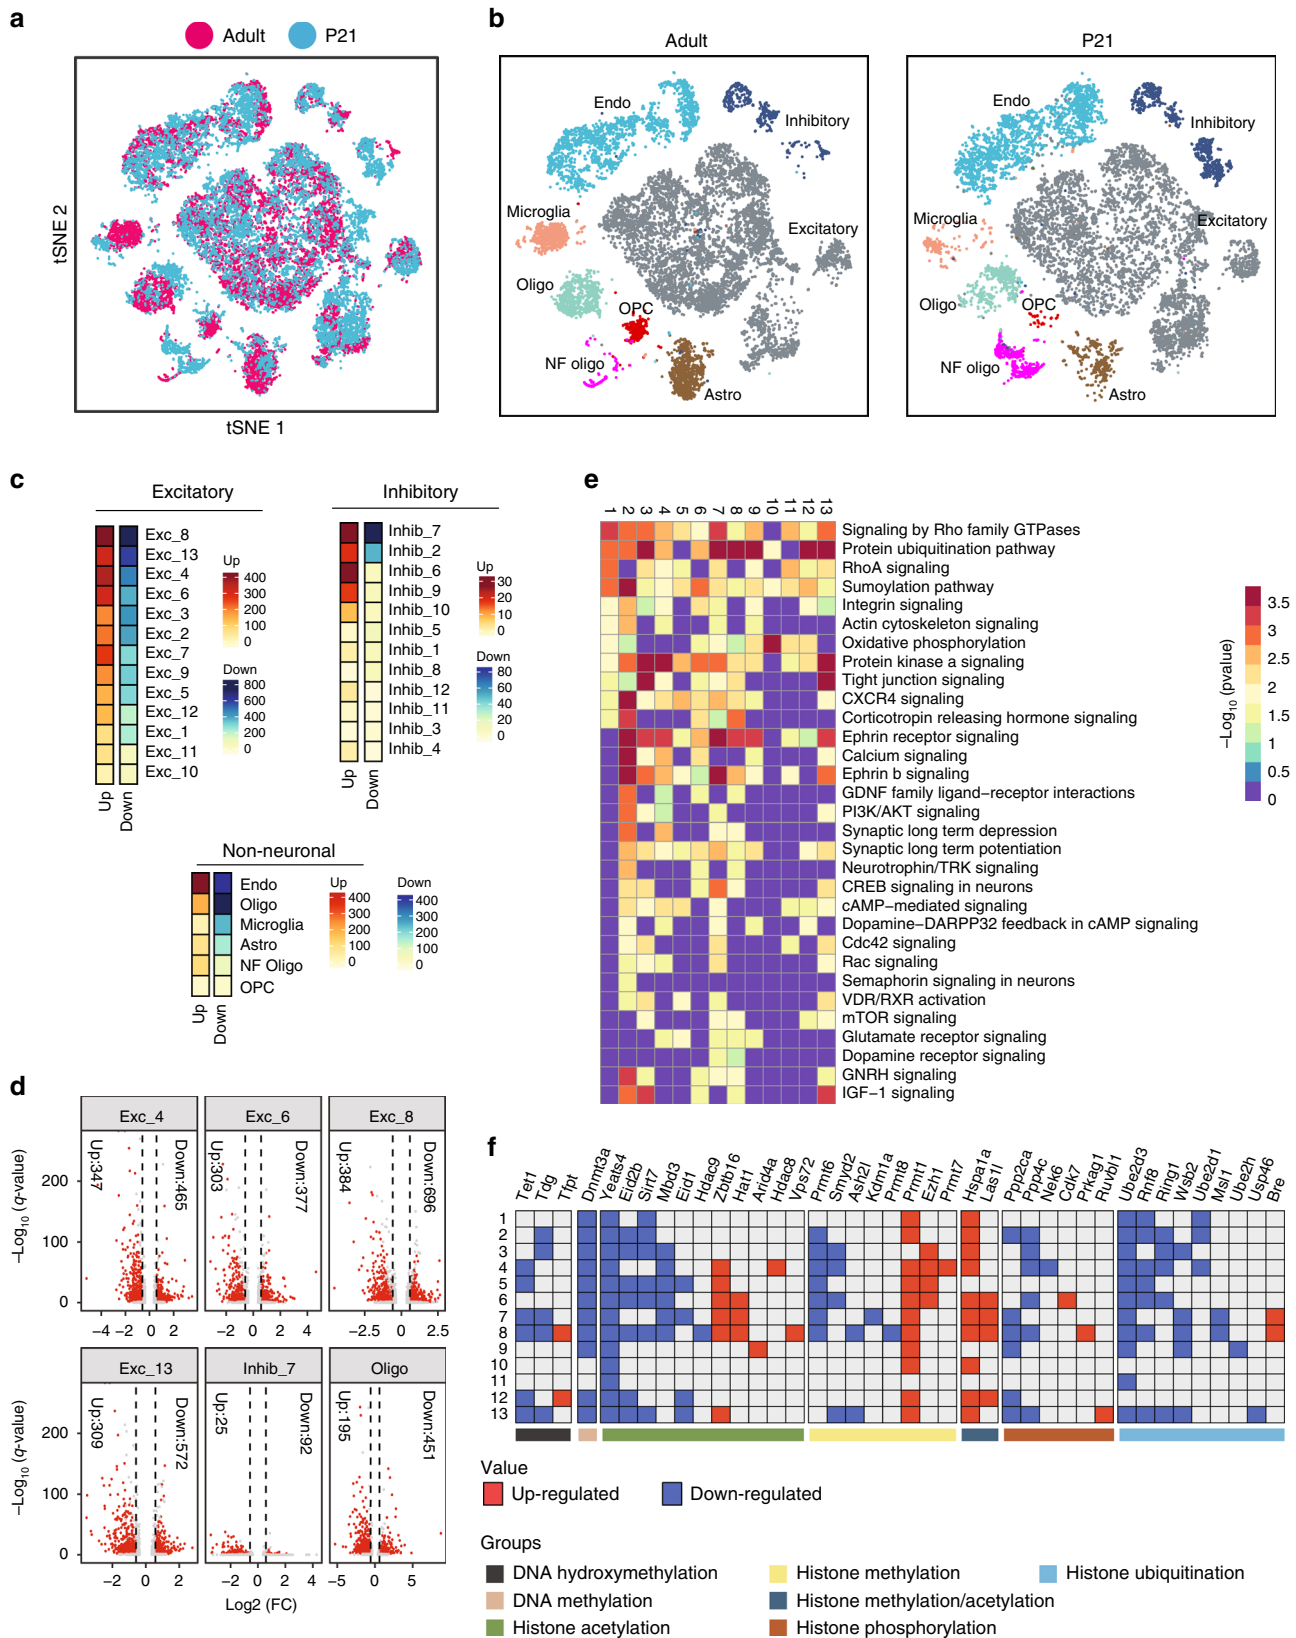 a
Adult
P21
tSNE 2
tSNE 1
b
Adult
Endo
Inhibitory
Microglia
Excitatory
Oligo
OPC
NF oligo
Astro
P21
Endo
Inhibitory
Microglia
Excitatory
Oligo
OPC
NF oligo
Astro
c
Excitatory
Exc_8
Exc_13
Exc_4
Exc_6
Exc_3
Exc_2
Exc_7
Exc_9
Exc_5
Exc_12
Exc_1
Exc_11
Exc_10
Up
Down
Up
400
300
200
100
0
Down
800
600
400
200
0
Inhibitory
Inhib_7
Inhib_2
Inhib_6
Inhib_9
Inhib_10
Inhib_5
Inhib_1
Inhib_8
Inhib_12
Inhib_11
Inhib_3
Inhib_4
Up
Down
Up
30
20
10
0
Down
80
60
40
20
0
Non-neuronal
Endo
Oligo
Microglia
Astro
NF Oligo
OPC
Up
Down
Up
400
300
200
100
0
Down
400
300
200
100
0
d
Exc_4
Exc_6
Exc_8
Up:347
Down:465
Up:303
Down:377
Up:384
Down:696
−Log10 (q-value)
200
100
0
−4 −2 0 2
−2 0 2 4
−2.5 0 2.5
Exc_13
Inhib_7
Oligo
Up:309
Down:572
Up:25
Down:92
Up:195
Down:451
−Log10 (q-value)
200
100
0
−2 0 2
−2 0 2 4
−5 0 5
Log2 (FC)
e
1 2 3 4 5 6 7 8 9 10 11 12 13
Signaling by Rho family GTPases
Protein ubiquitination pathway
RhoA signaling
Sumoylation pathway
Integrin signaling
Actin cytoskeleton signaling
Oxidative phosphorylation
Protein kinase a signaling
Tight junction signaling
CXCR4 signaling
Corticotropin releasing hormone signaling
Ephrin receptor signaling
Calcium signaling
Ephrin b signaling
GDNF family ligand−receptor interactions
PI3K/AKT signaling
Synaptic long term depression
Synaptic long term potentiation
Neurotrophin/TRK signaling
CREB signaling in neurons
cAMP−mediated signaling
Dopamine−DARPP32 feedback in cAMP signaling
Cdc42 signaling
Rac signaling
Semaphorin signaling in neurons
VDR/RXR activation
mTOR signaling
Glutamate receptor signaling
Dopamine receptor signaling
GNRH signaling
IGF−1 signaling
−Log10 (pvalue)
3.5
3
2.5
2
1.5
1
0.5
0
f
Tet1 Tdg Tfpt Dnmt3a Yeats4 Eid2b Sirt7 Mbd3 Eid1 Hdac9 Zbtb16 Hat1 Arid4a Hdac8 Vps72 Prmt6 Smyd2 Ash2l Kdm1a Prm8 Prmt1 Ezh1 Prmt7 Hspa1a Las1l Pp2ca Ppp4c Nek6 Cdk7 Prkag1 Ruvbl1 Ube2d3 Rnf8 Ring1 Wsb2 Ube2d1 Msl1 Ube2h Usp46 Bre
1
2
3
4
5
6
7
8
9
10
11
12
13
Value
Up-regulated
Down-regulated
Groups
DNA hydroxymethylation
DNA methylation
Histone acetylation
Histone methylation
Histone methylation/acetylation
Histone phosphorylation
Histone ubiquitination